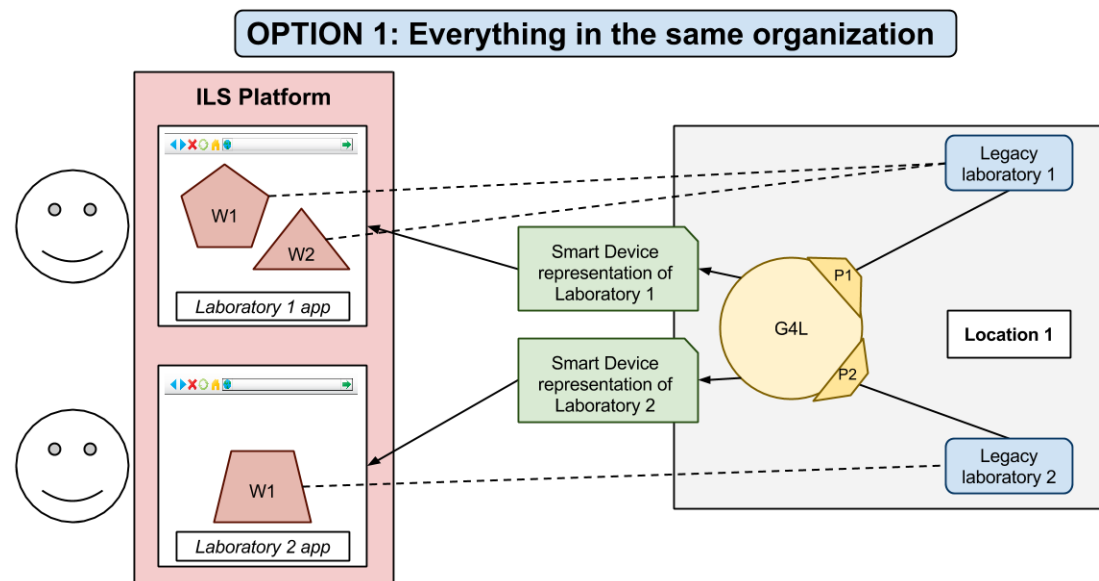 OPTION 1: Everything in the same organization
ILS Platform
W1
W2
Laboratory 1 app
W1
Laboratory 2 app
Smart Device
representation of
Laboratory 1
Smart Device
representation of
Laboratory 2
G4L
P1
P2
Legacy
laboratory 1
Location 1
Legacy
laboratory 2